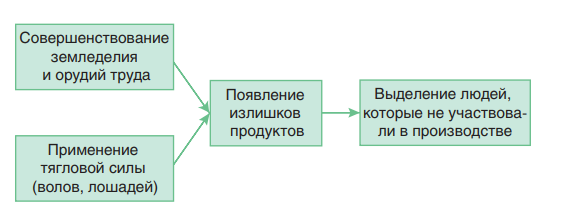 Совершенствование
земледелия
и орудий труда
Применение
тягловой силы
(волов, лошадей)
Появление
излишков
продуктов
Выделение людей,
которые не участвова-
ли в производстве